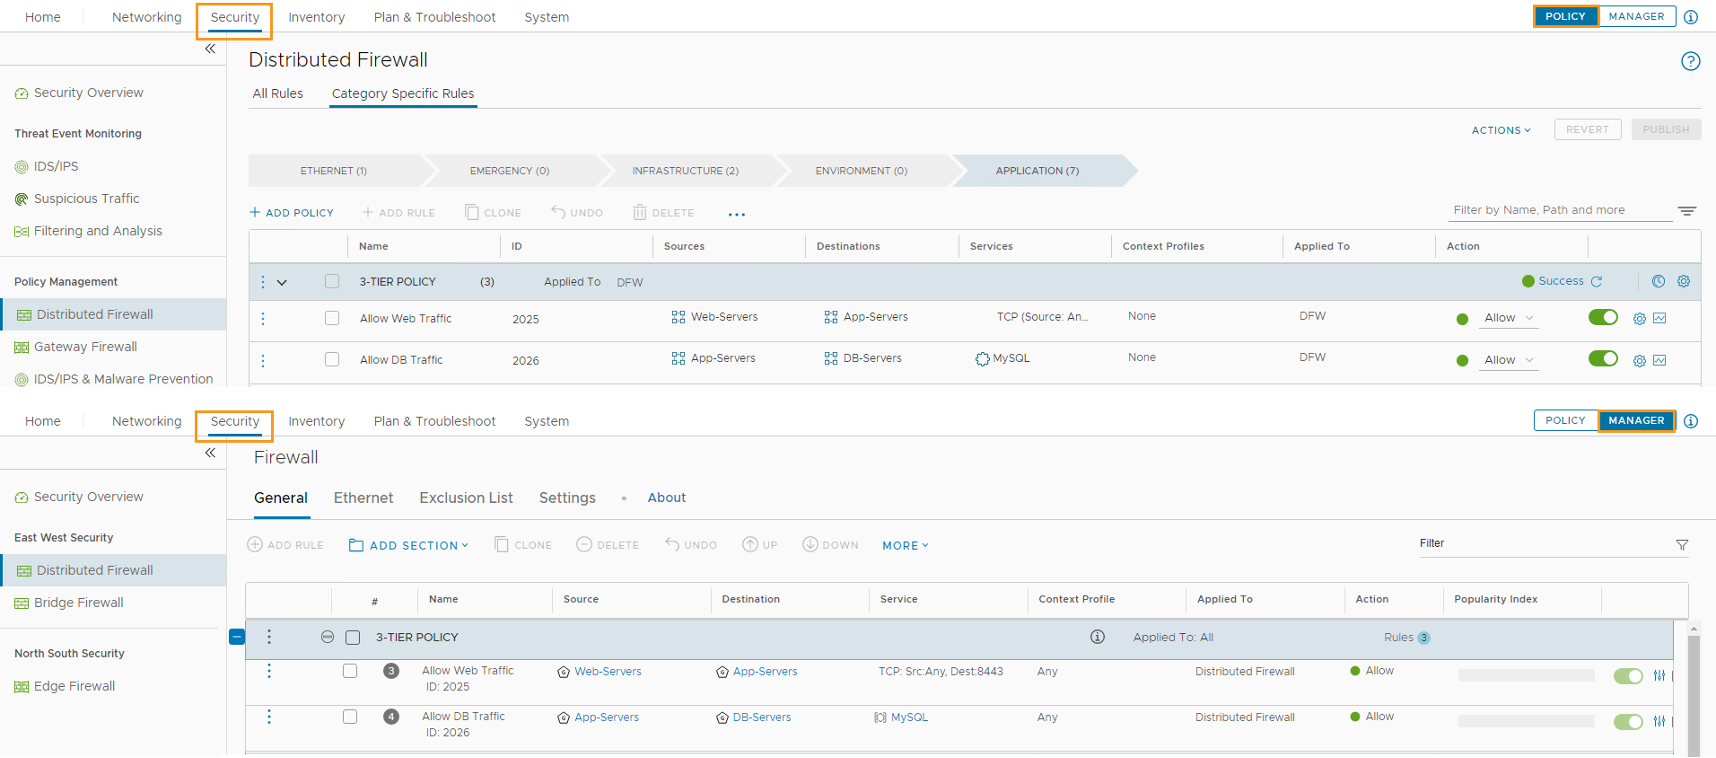 Home Networking Security Inventory Plan & Troubleshoot System POLICY MANAGER
Distributed Firewall
All Rules Category Specific Rules
Security Overview
Threat Event Monitoring
IDS/IPS
Suspicious Traffic
Filtering and Analysis
Policy Management
Distributed Firewall
Gateway Firewall
IDS/IPS & Malware Prevention
ACTIONS REVERT PUBLISH
ETHERNET (1) EMERGENCY (0) INFRASTRUCTURE (2) ENVIRONMENT (0) APPLICATION (7)
+ ADD POLICY + ADD RULE CLONE UNDO DELETE ... Filter by Name, Path and more
Name ID Sources Destinations Services Context Profiles Applied To Action
3-TIER POLICY (3) Applied To DFW Success
Allow Web Traffic 2025 Web-Servers App-Servers TCP (Source: An... None DFW Allow
Allow DB Traffic 2026 App-Servers DB-Servers MySQL None DFW Allow
Home Networking Security Inventory Plan & Troubleshoot System POLICY MANAGER
Firewall
General Ethernet Exclusion List Settings • About
Security Overview
East West Security
Distributed Firewall
Bridge Firewall
North South Security
Edge Firewall
ADD RULE ADD SECTION CLONE DELETE UNDO UP DOWN MORE Filter
# Name Source Destination Service Context Profile Applied To Action Popularity Index
3-TIER POLICY Applied To: All Rules 3
3 Allow Web Traffic Web-Servers App-Servers TCP: Src:Any, Dest:8443 Any Distributed Firewall Allow
ID: 2025
4 Allow DB Traffic App-Servers DB-Servers MySQL Any Distributed Firewall Allow
ID: 2026